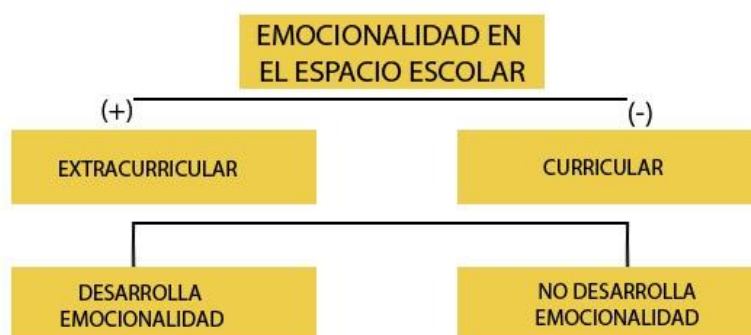 EMOCIONALIDAD EN
EL ESPACIO ESCOLAR
(+)
(-)
EXTRACURRICULAR
CURRICULAR
DESARROLLA
EMOCIONALIDAD
NO DESARROLLA
EMOCIONALIDAD